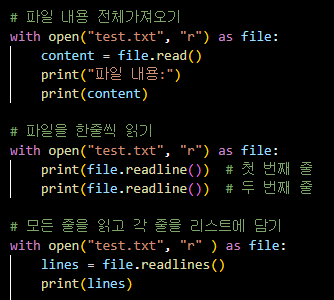 # 파일 내용 전체가져오기
with open("test.txt", "r") as file:
    content = file.read()
    print("파일 내용:")
    print(content)

# 파일을 한줄씩 읽기
with open("test.txt", "r") as file:
    print(file.readline())  # 첫 번째 줄
    print(file.readline())  # 두 번째 줄

# 모든 줄을 읽고 각 줄을 리스트에 담기
with open("test.txt", "r" ) as file:
    lines = file.readlines()
    print(lines)